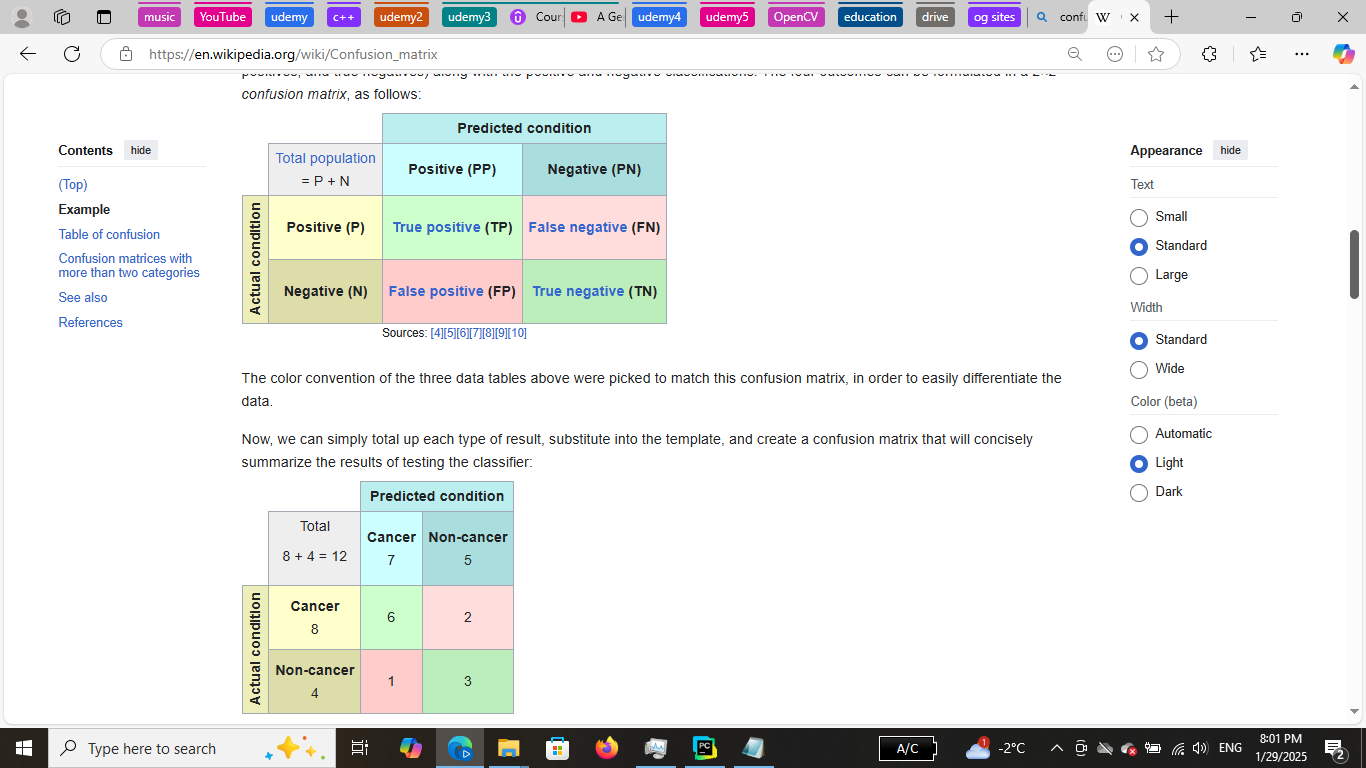 music
YouTube
udemy
c++
udemy2
udemy3
Cour
A Ge
udemy4
udemy5
OpenCV
education
drive
og sites
confu
https://en.wikipedia.org/wiki/Confusion_matrix
confusion matrix, as follows:
Contents hide
(Top)
Example
Table of confusion
Confusion matrices with
more than two categories
See also
References
Predicted condition
Total population
= P + N
Positive (PP)
Negative (PN)
Actual condition
Positive (P)
True positive (TP)
False negative (FN)
Negative (N)
False positive (FP)
True negative (TN)
Sources: [4][5][6][7][8][9][10]
The color convention of the three data tables above were picked to match this confusion matrix, in order to easily differentiate the
data.
Now, we can simply total up each type of result, substitute into the template, and create a confusion matrix that will concisely
summarize the results of testing the classifier:
Predicted condition
Total
8 + 4 = 12
Cancer
7
Non-cancer
5
Actual condition
Cancer
8
6
2
Non-cancer
4
1
3
Appearance hide
Text
Small
Standard
Large
Width
Standard
Wide
Color (beta)
Automatic
Light
Dark
Type here to search
PC
A/C
1
-2°C
ENG
8:01 PM
1/29/2025
2